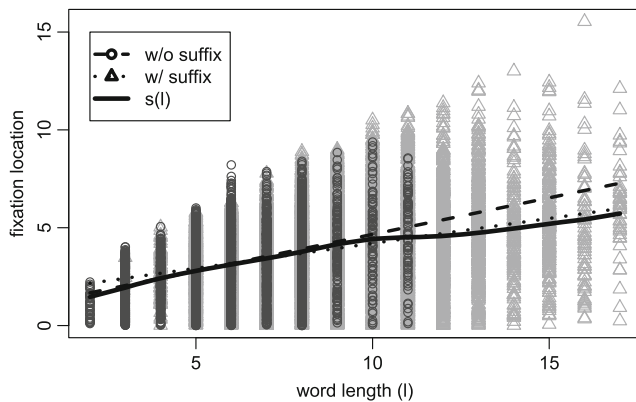 15
w/o suffix
w/ suffix
s(l)
10
fixation location
5
0
5 10 15
word length (l)